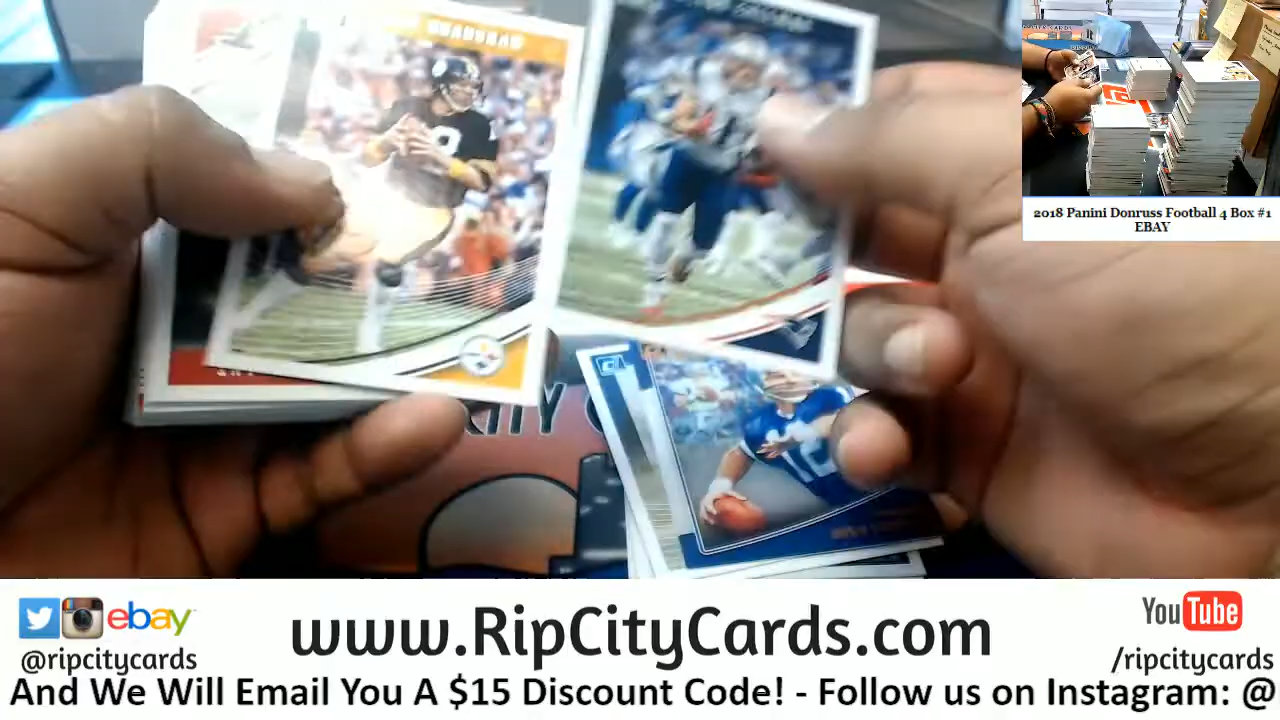 BRADSHAW
2018 Panini Donruss Football 4 Box #1
EBAY
ebay
www.RipCityCards.com
YouTube
@ripcitycards
/ripcitycards
And We Will Email You A $15 Discount Code! - Follow us on Instagram: @